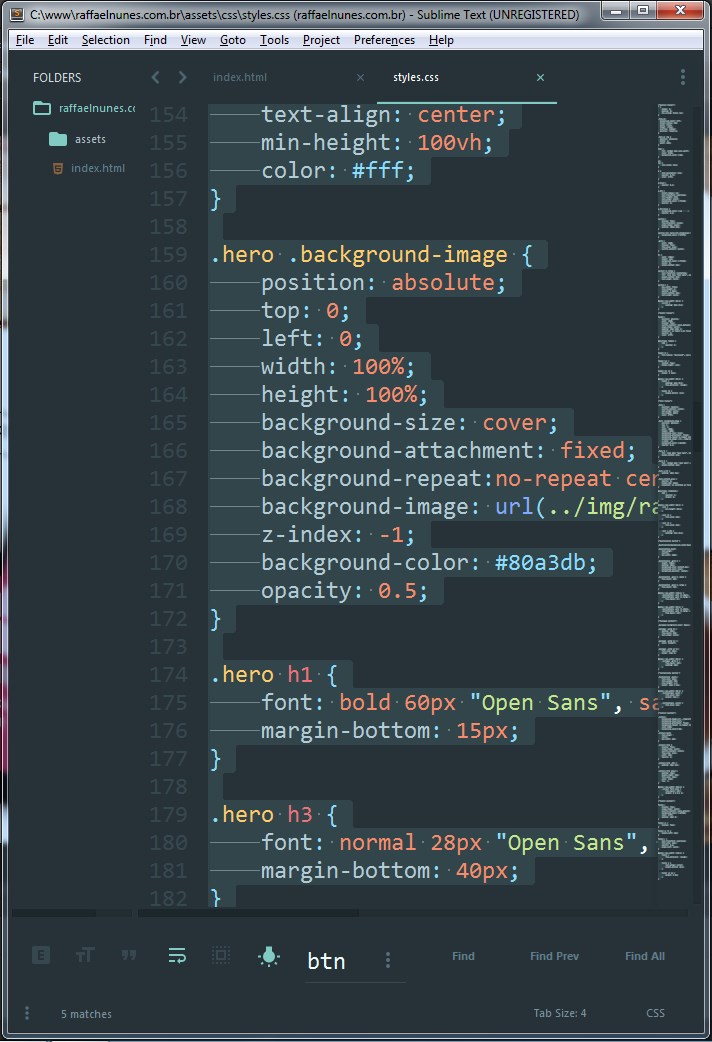 C:\www\raffaelnunes.com.br\assets\css\styles.css (raffaelnunes.com.br) - Sublime Text (UNREGISTERED)
File Edit Selection Find View Goto Tools Project Preferences Help
FOLDERS
raffaelnunes.co
assets
index.html
index.html styles.css
154 text-align: center;
155 min-height: 100vh;
156 color: #fff;
157 }
158
159 .hero .background-image {
160 position: absolute;
161 top: 0;
162 left: 0;
163 width: 100%;
164 height: 100%;
165 background-size: cover;
166 background-attachment: fixed;
167 background-repeat:no-repeat cen
168 background-image: url(../img/ra
169 z-index: -1;
170 background-color: #80a3db;
171 opacity: 0.5;
172 }
173
174 .hero h1 {
175 font: bold 60px "Open Sans", sa
176 margin-bottom: 15px;
177 }
178
179 .hero h3 {
180 font: normal 28px "Open Sans",
181 margin-bottom: 40px;
182 }
btn Find Find Prev Find All
5 matches Tab Size: 4 CSS